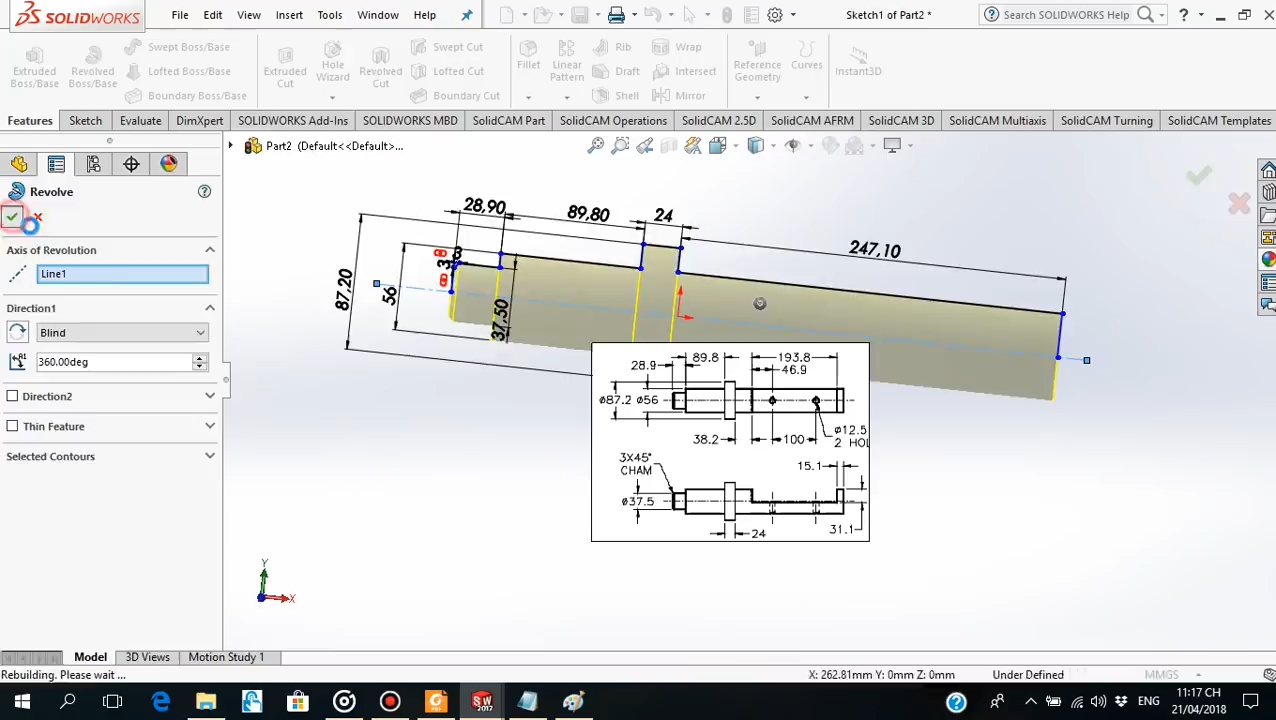 SOLIDWORKS
File Edit View Insert Tools Window Help
Sketch1 of Part2 *
Search SOLIDWORKS Help
Extruded Boss/Base
Revolved Boss/Base
Swept Boss/Base
Lofted Boss/Base
Boundary Boss/Base
Extruded Cut
Hole Wizard
Revolved Cut
Swept Cut
Lofted Cut
Boundary Cut
Fillet
Linear Pattern
Rib
Draft
Shell
Wrap
Intersect
Mirror
Reference Geometry
Curves
Instant3D
Features Sketch Evaluate DimXpert SOLIDWORKS Add-Ins SOLIDWORKS MBD SolidCAM Part SolidCAM Operations SolidCAM 2.5D SolidCAM AFRM SolidCAM 3D SolidCAM Multiaxis SolidCAM Turning SolidCAM Templates
Part2 (Default<<Default>...
Revolve
Axis of Revolution
Line1
Direction1
Blind
360.00deg
Direction2
Thin Feature
Selected Contours
28,90
89,80
24
247,10
87,20
56
37,50
89.8
193.8
28.9
46.9
ø87.2 ø56
38.2
100
ø12.5
2 HOL
3X45°
CHAM
15.1
ø37.5
24
31.1
Y
X
Model 3D Views Motion Study 1
Rebuilding. Please wait ...
X: 262.81mm Y: 0mm Z: 0mm
Under Defined
MMGS
ENG
11:17 CH
21/04/2018